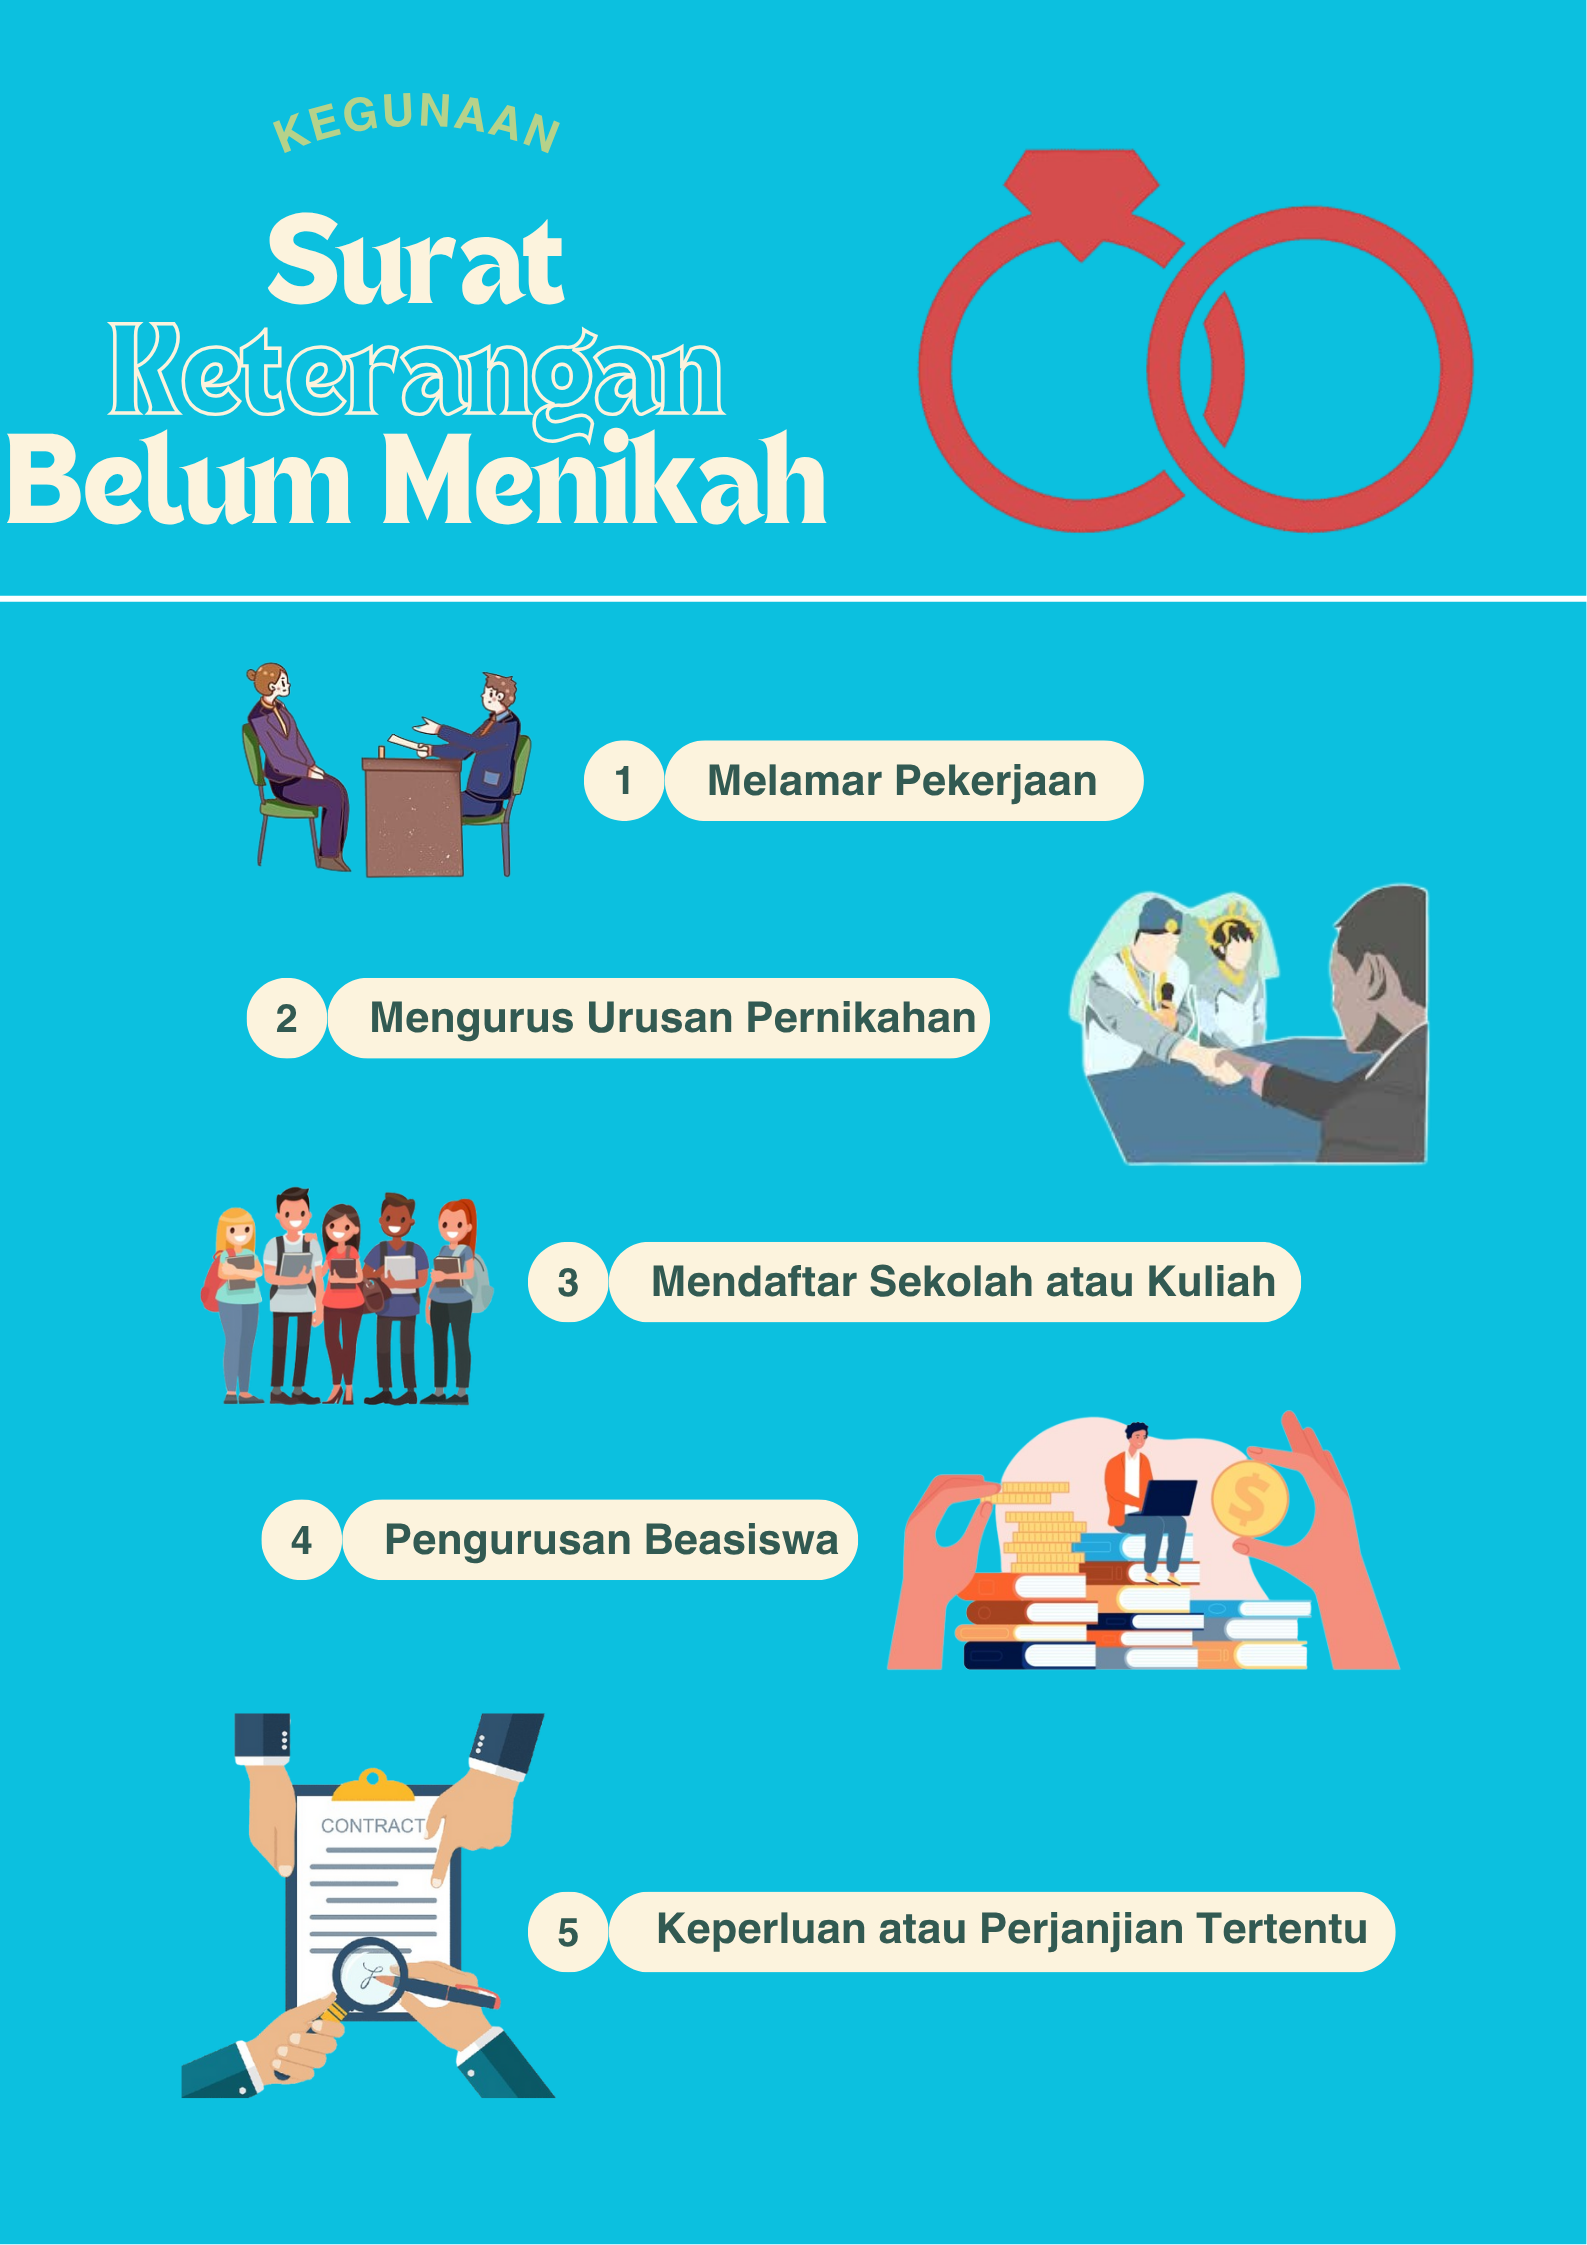 KEGUNAAN
Surat
Keterangan
Belum Menikah
1 Melamar Pekerjaan
2 Mengurus Urusan Pernikahan
3 Mendaftar Sekolah atau Kuliah
4 Pengurusan Beasiswa
CONTRACT
5 Keperluan atau Perjanjian Tertentu